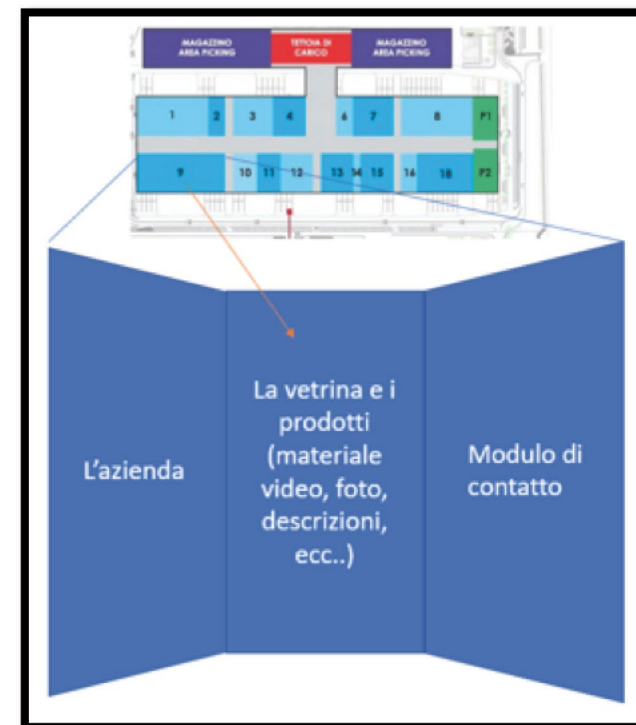 MAGAZZINO
AREA PICKING
TETTOIA DI
CARICO
MAGAZZINO
AREA PICKING
1 2 3 4 6 7 8 P1
9 10 11 12 13 14 15 16 18 P2
L'azienda
La vetrina e i
prodotti
(materiale
video, foto,
descrizioni,
ecc..)
Modulo di
contatto